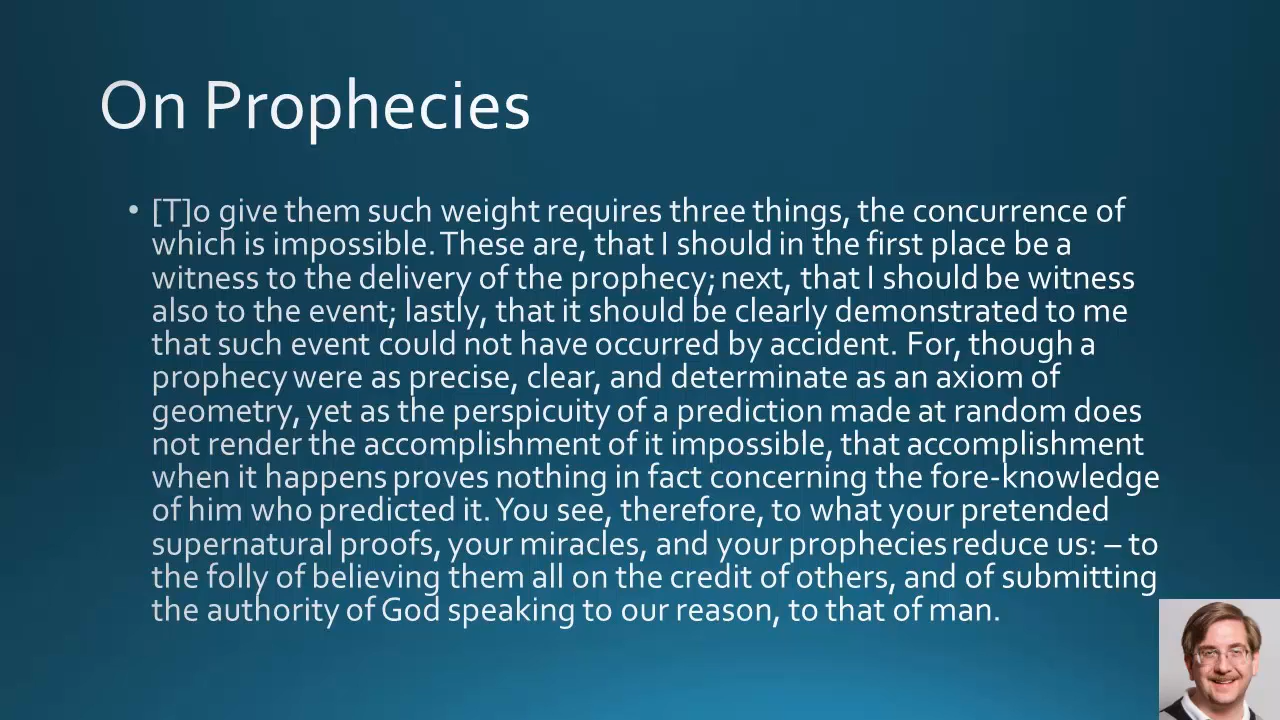 On Prophecies
• [T]o give them such weight requires three things, the concurrence of
which is impossible. These are, that I should in the first place be a
witness to the delivery of the prophecy; next, that I should be witness
also to the event; lastly, that it should be clearly demonstrated to me
that such event could not have occurred by accident. For, though a
prophecy were as precise, clear, and determinate as an axiom of
geometry, yet as the perspicuity of a prediction made at random does
not render the accomplishment of it impossible, that accomplishment
when it happens proves nothing in fact concerning the fore-knowledge
of him who predicted it. You see, therefore, to what your pretended
supernatural proofs, your miracles, and your prophecies reduce us: – to
the folly of believing them all on the credit of others, and of submitting
the authority of God speaking to our reason, to that of man.